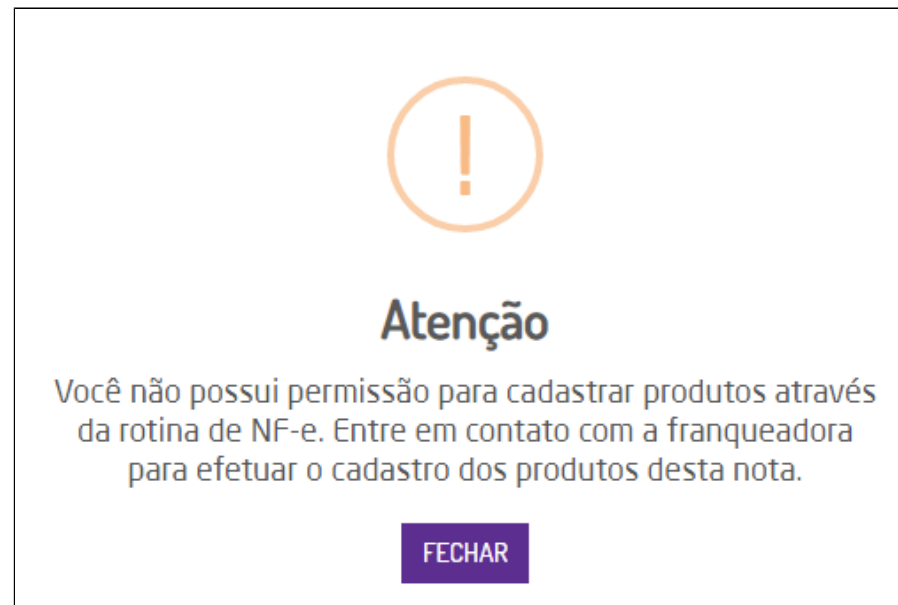 !
Atenção
Você não possui permissão para cadastrar produtos através
da rotina de NF-e. Entre em contato com a franqueadora
para efetuar o cadastro dos produtos desta nota.
FECHAR